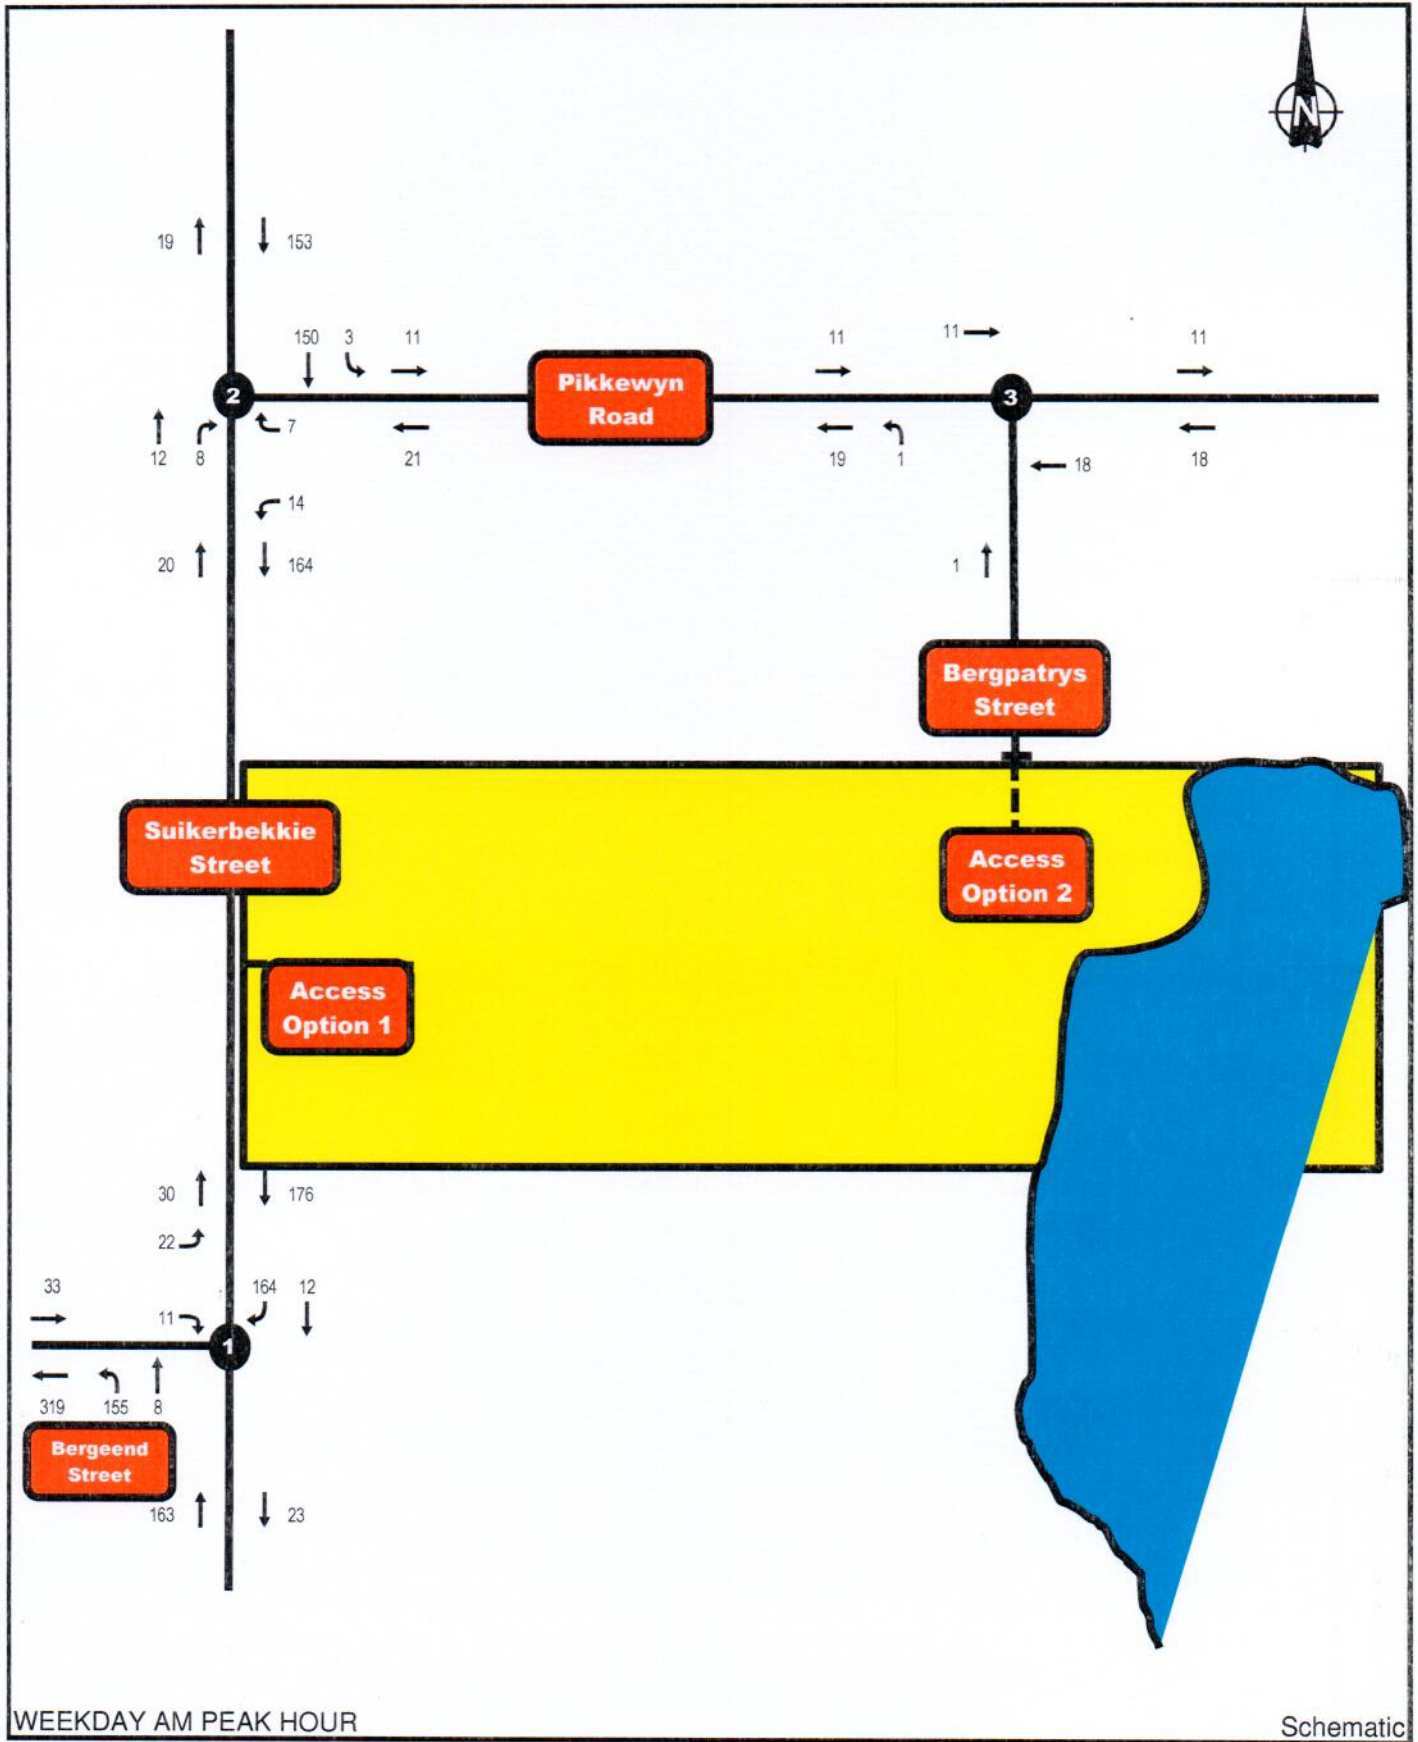 N
19
153
150 3 11
11
11
11
2
Pikkewyn
Road
3
12 8
7
21
19 1
18
18
14
20
164
1
Bergpatrys
Street
Suikerbekkie
Street
Access
Option 2
Access
Option 1
30
176
22
33
164 12
11
1
319 155 8
Bergeend
Street
163
23
WEEKDAY AM PEAK HOUR
Schematic